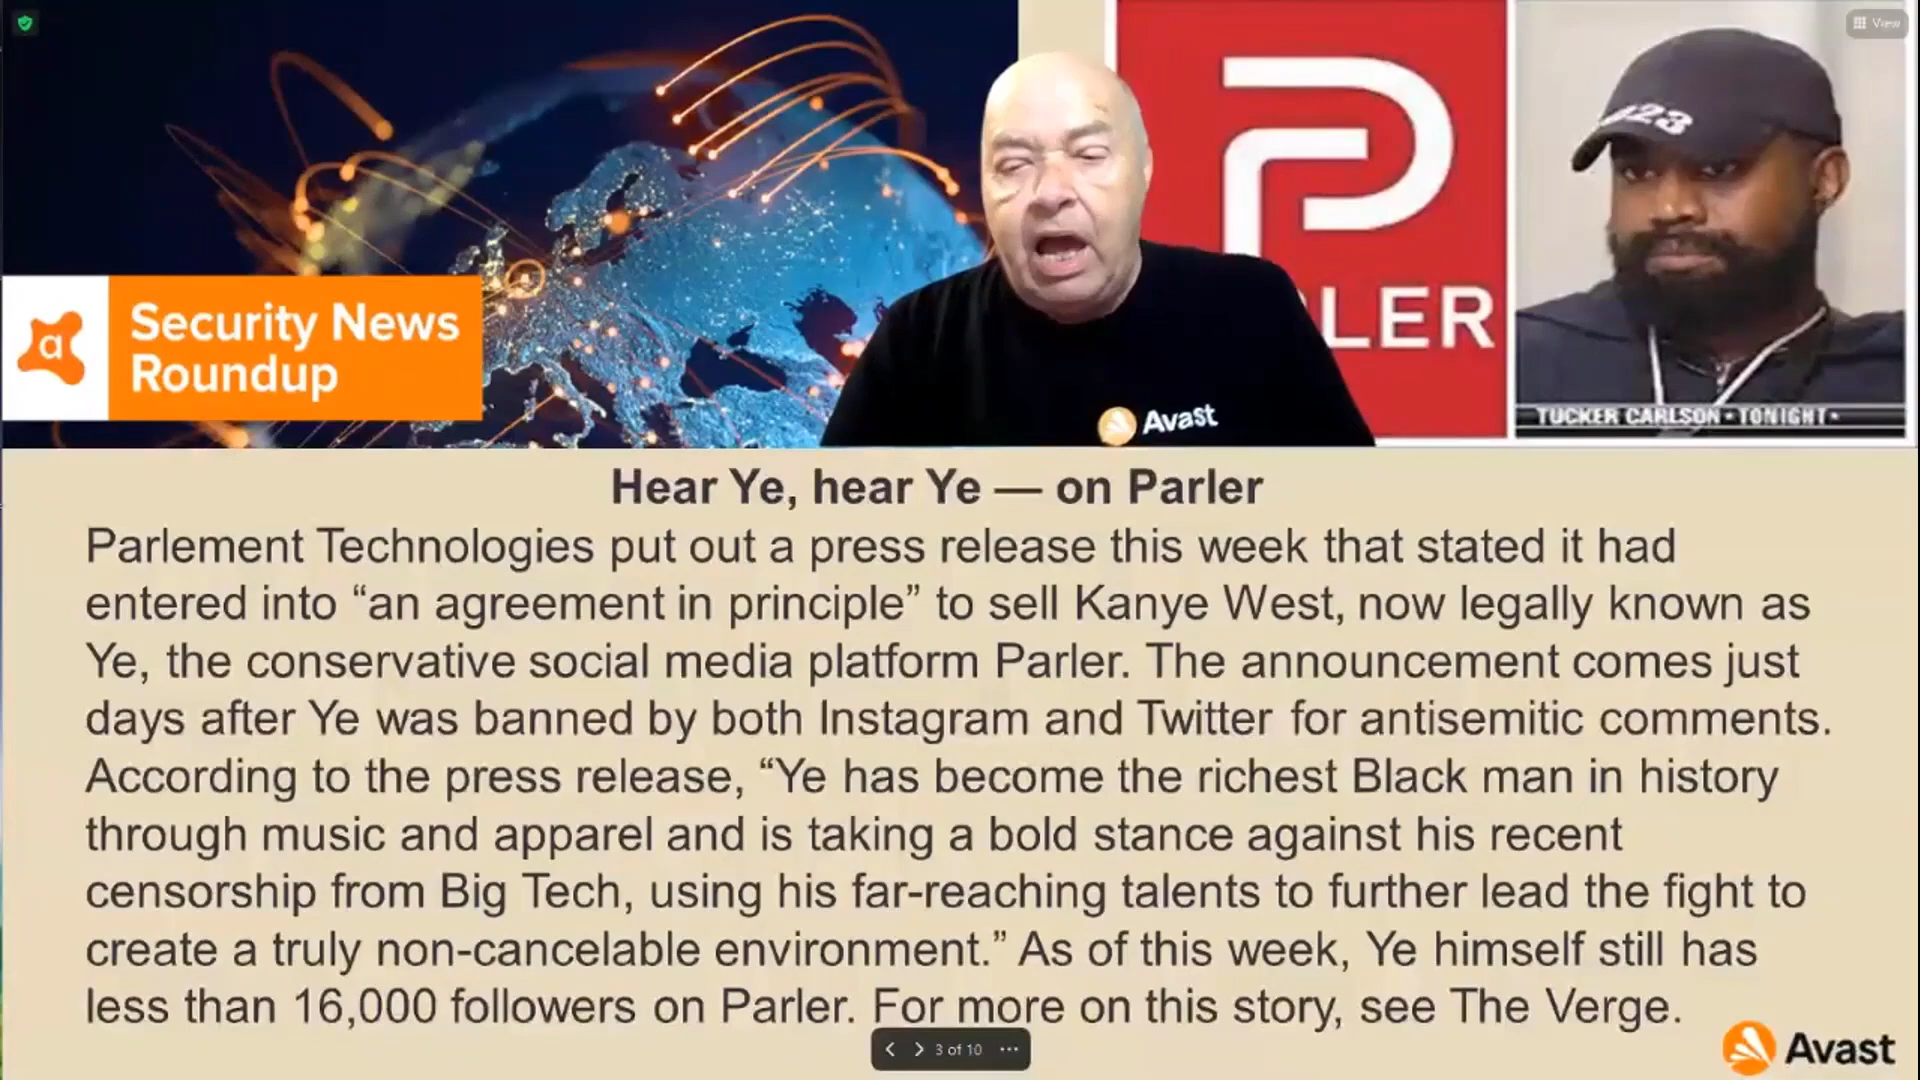 View
2023
LER
TUCKER CARLSON • TONIGHT •
a
Security News
Roundup
Avast
Hear Ye, hear Ye — on Parler
Parlement Technologies put out a press release this week that stated it had
entered into “an agreement in principle” to sell Kanye West, now legally known as
Ye, the conservative social media platform Parler. The announcement comes just
days after Ye was banned by both Instagram and Twitter for antisemitic comments.
According to the press release, “Ye has become the richest Black man in history
through music and apparel and is taking a bold stance against his recent
censorship from Big Tech, using his far-reaching talents to further lead the fight to
create a truly non-cancelable environment.” As of this week, Ye himself still has
less than 16,000 followers on Parler. For more on this story, see The Verge.
3 of 10
Avast